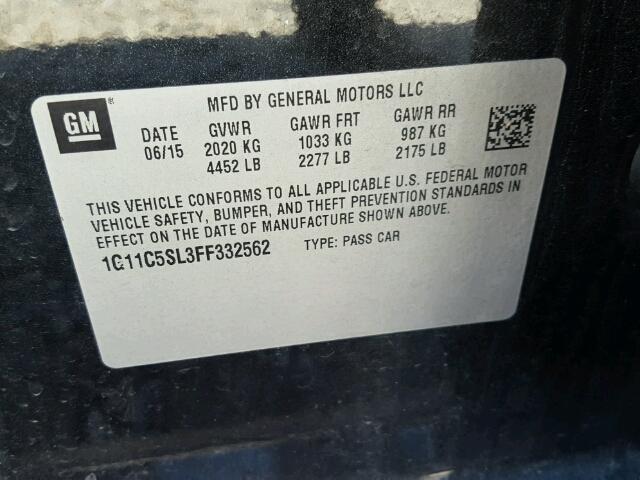 MFD BY GENERAL MOTORS LLC
GM ®
DATE GVWR GAWR FRT GAWR RR
06/15 2020 KG 1033 KG 987 KG
4452 LB 2277 LB 2175 LB
THIS VEHICLE CONFORMS TO ALL APPLICABLE U.S. FEDERAL MOTOR
VEHICLE SAFETY, BUMPER, AND THEFT PREVENTION STANDARDS IN
EFFECT ON THE DATE OF MANUFACTURE SHOWN ABOVE.
1G11C5SL3FF332562 TYPE: PASS CAR